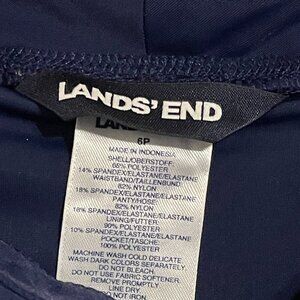 LANDS' END
LAN
6P
MADE IN INDONESIA
SHELL/OBERSTOFF:
86% POLYESTER
14% SPANDEX/ELASTANE/ELASTANE
WAISTBAND/TAILLENBUND:
82% NYLON
18% SPANDEX/ELASTANE/ELASTANE
PANTY/HOSE:
82% NYLON
18% SPANDEX/ELASTANE/ELASTANE
LINING/FUTTER:
90% POLYESTER
10% SPANDEX/ELASTANE/ELASTANE
POCKET/TASCHE:
100% POLYESTER
MACHINE WASH COLD DELICATE
WASH DARK COLORS SEPARATELY.
DO NOT BLEACH.
DO NOT USE FABRIC SOFTENER.
REMOVE PROMPTLY.
LINE DRY.